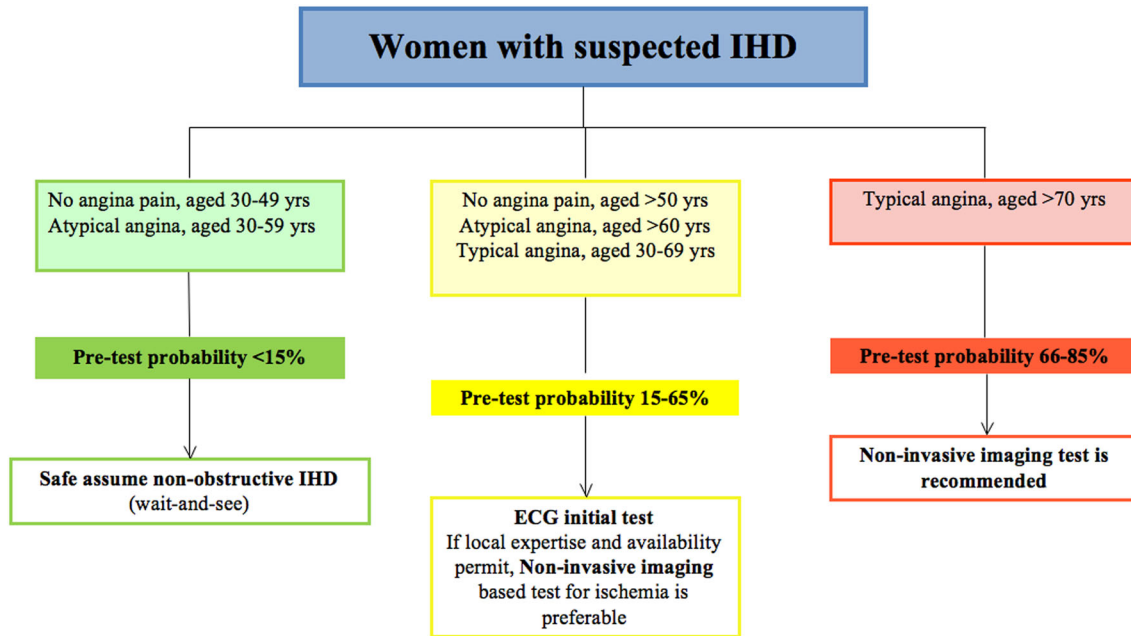 Women with suspected IHD
No angina pain, aged 30-49 yrs
Atypical angina, aged 30-59 yrs
Pre-test probability <15%
Safe assume non-obstructive IHD
(wait-and-see)
No angina pain, aged >50 yrs
Atypical angina, aged >60 yrs
Typical angina, aged 30-69 yrs
Pre-test probability 15-65%
ECG initial test
If local expertise and availability
permit, Non-invasive imaging
based test for ischemia is
preferable
Typical angina, aged >70 yrs
Pre-test probability 66-85%
Non-invasive imaging test is
recommended